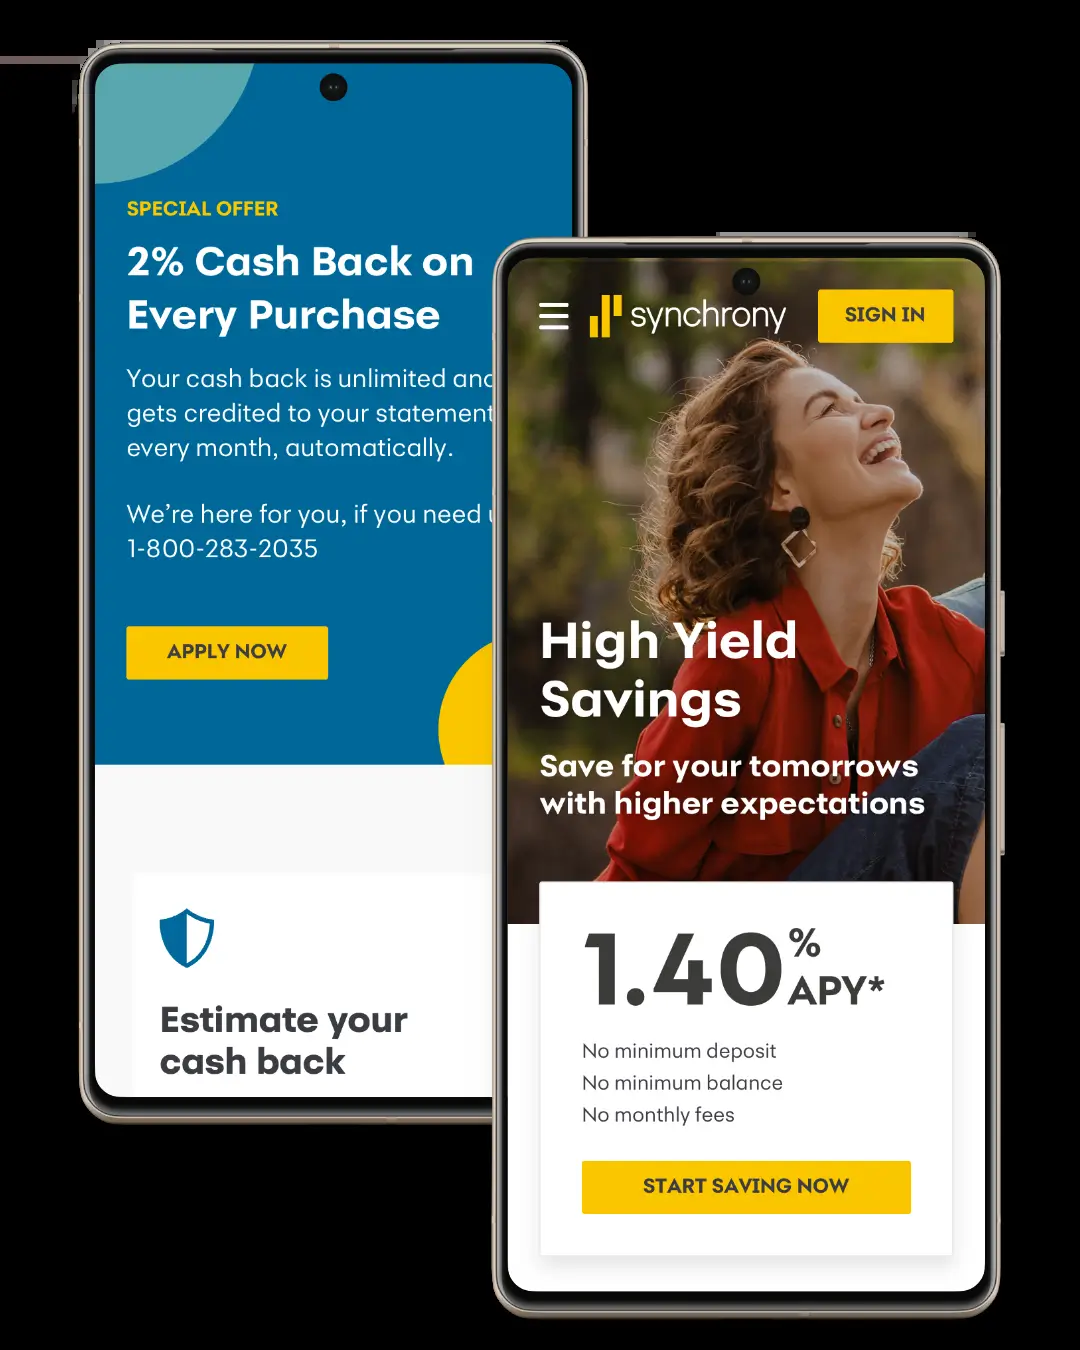 SPECIAL OFFER
2% Cash Back on
Every Purchase
Your cash back is unlimited and
gets credited to your statement
every month, automatically.
We’re here for you, if you need
1-800-283-2035
APPLY NOW
Estimate your
cash back
synchrony
SIGN IN
High Yield
Savings
Save for your tomorrows
with higher expectations
1.40% APY*
No minimum deposit
No minimum balance
No monthly fees
START SAVING NOW